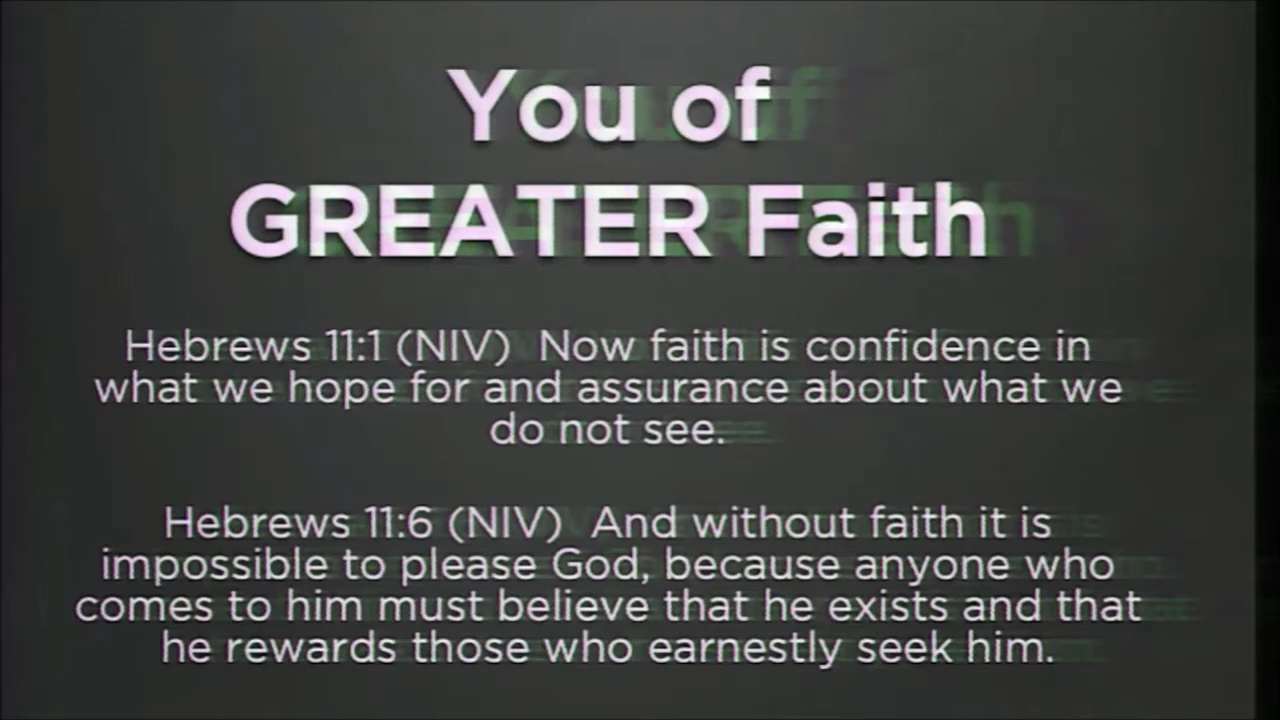 You of
GREATER Faith
Hebrews 11:1 (NIV)  Now faith is confidence in
what we hope for and assurance about what we
do not see.
Hebrews 11:6 (NIV)  And without faith it is
impossible to please God, because anyone who
comes to him must believe that he exists and that
he rewards those who earnestly seek him.